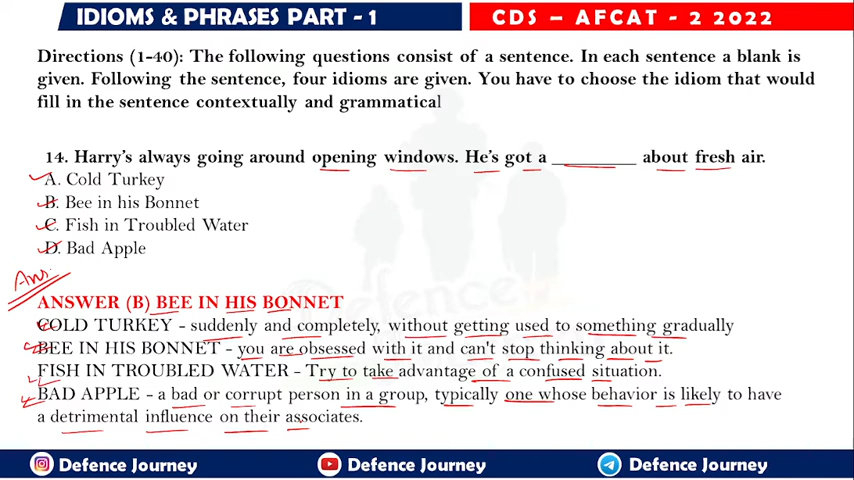 IDIOMS & PHRASES PART - 1
CDS – AFCAT - 2 2022
Directions (1-40): The following questions consist of a sentence. In each sentence a blank is
given. Following the sentence, four idioms are given. You have to choose the idiom that would
fill in the sentence contextually and grammatical
14. Harry's always going around opening windows. He's got a ________ about fresh air.
A. Cold Turkey
B. Bee in his Bonnet
C. Fish in Troubled Water
D. Bad Apple
Ans.
ANSWER (B) BEE IN HIS BONNET
COLD TURKEY - suddenly and completely, without getting used to something gradually
BEE IN HIS BONNET - you are obsessed with it and can't stop thinking about it.
FISH IN TROUBLED WATER - Try to take advantage of a confused situation.
BAD APPLE - a bad or corrupt person in a group, typically one whose behavior is likely to have
a detrimental influence on their associates.
Defence
Defence Journey
Defence Journey
Defence Journey